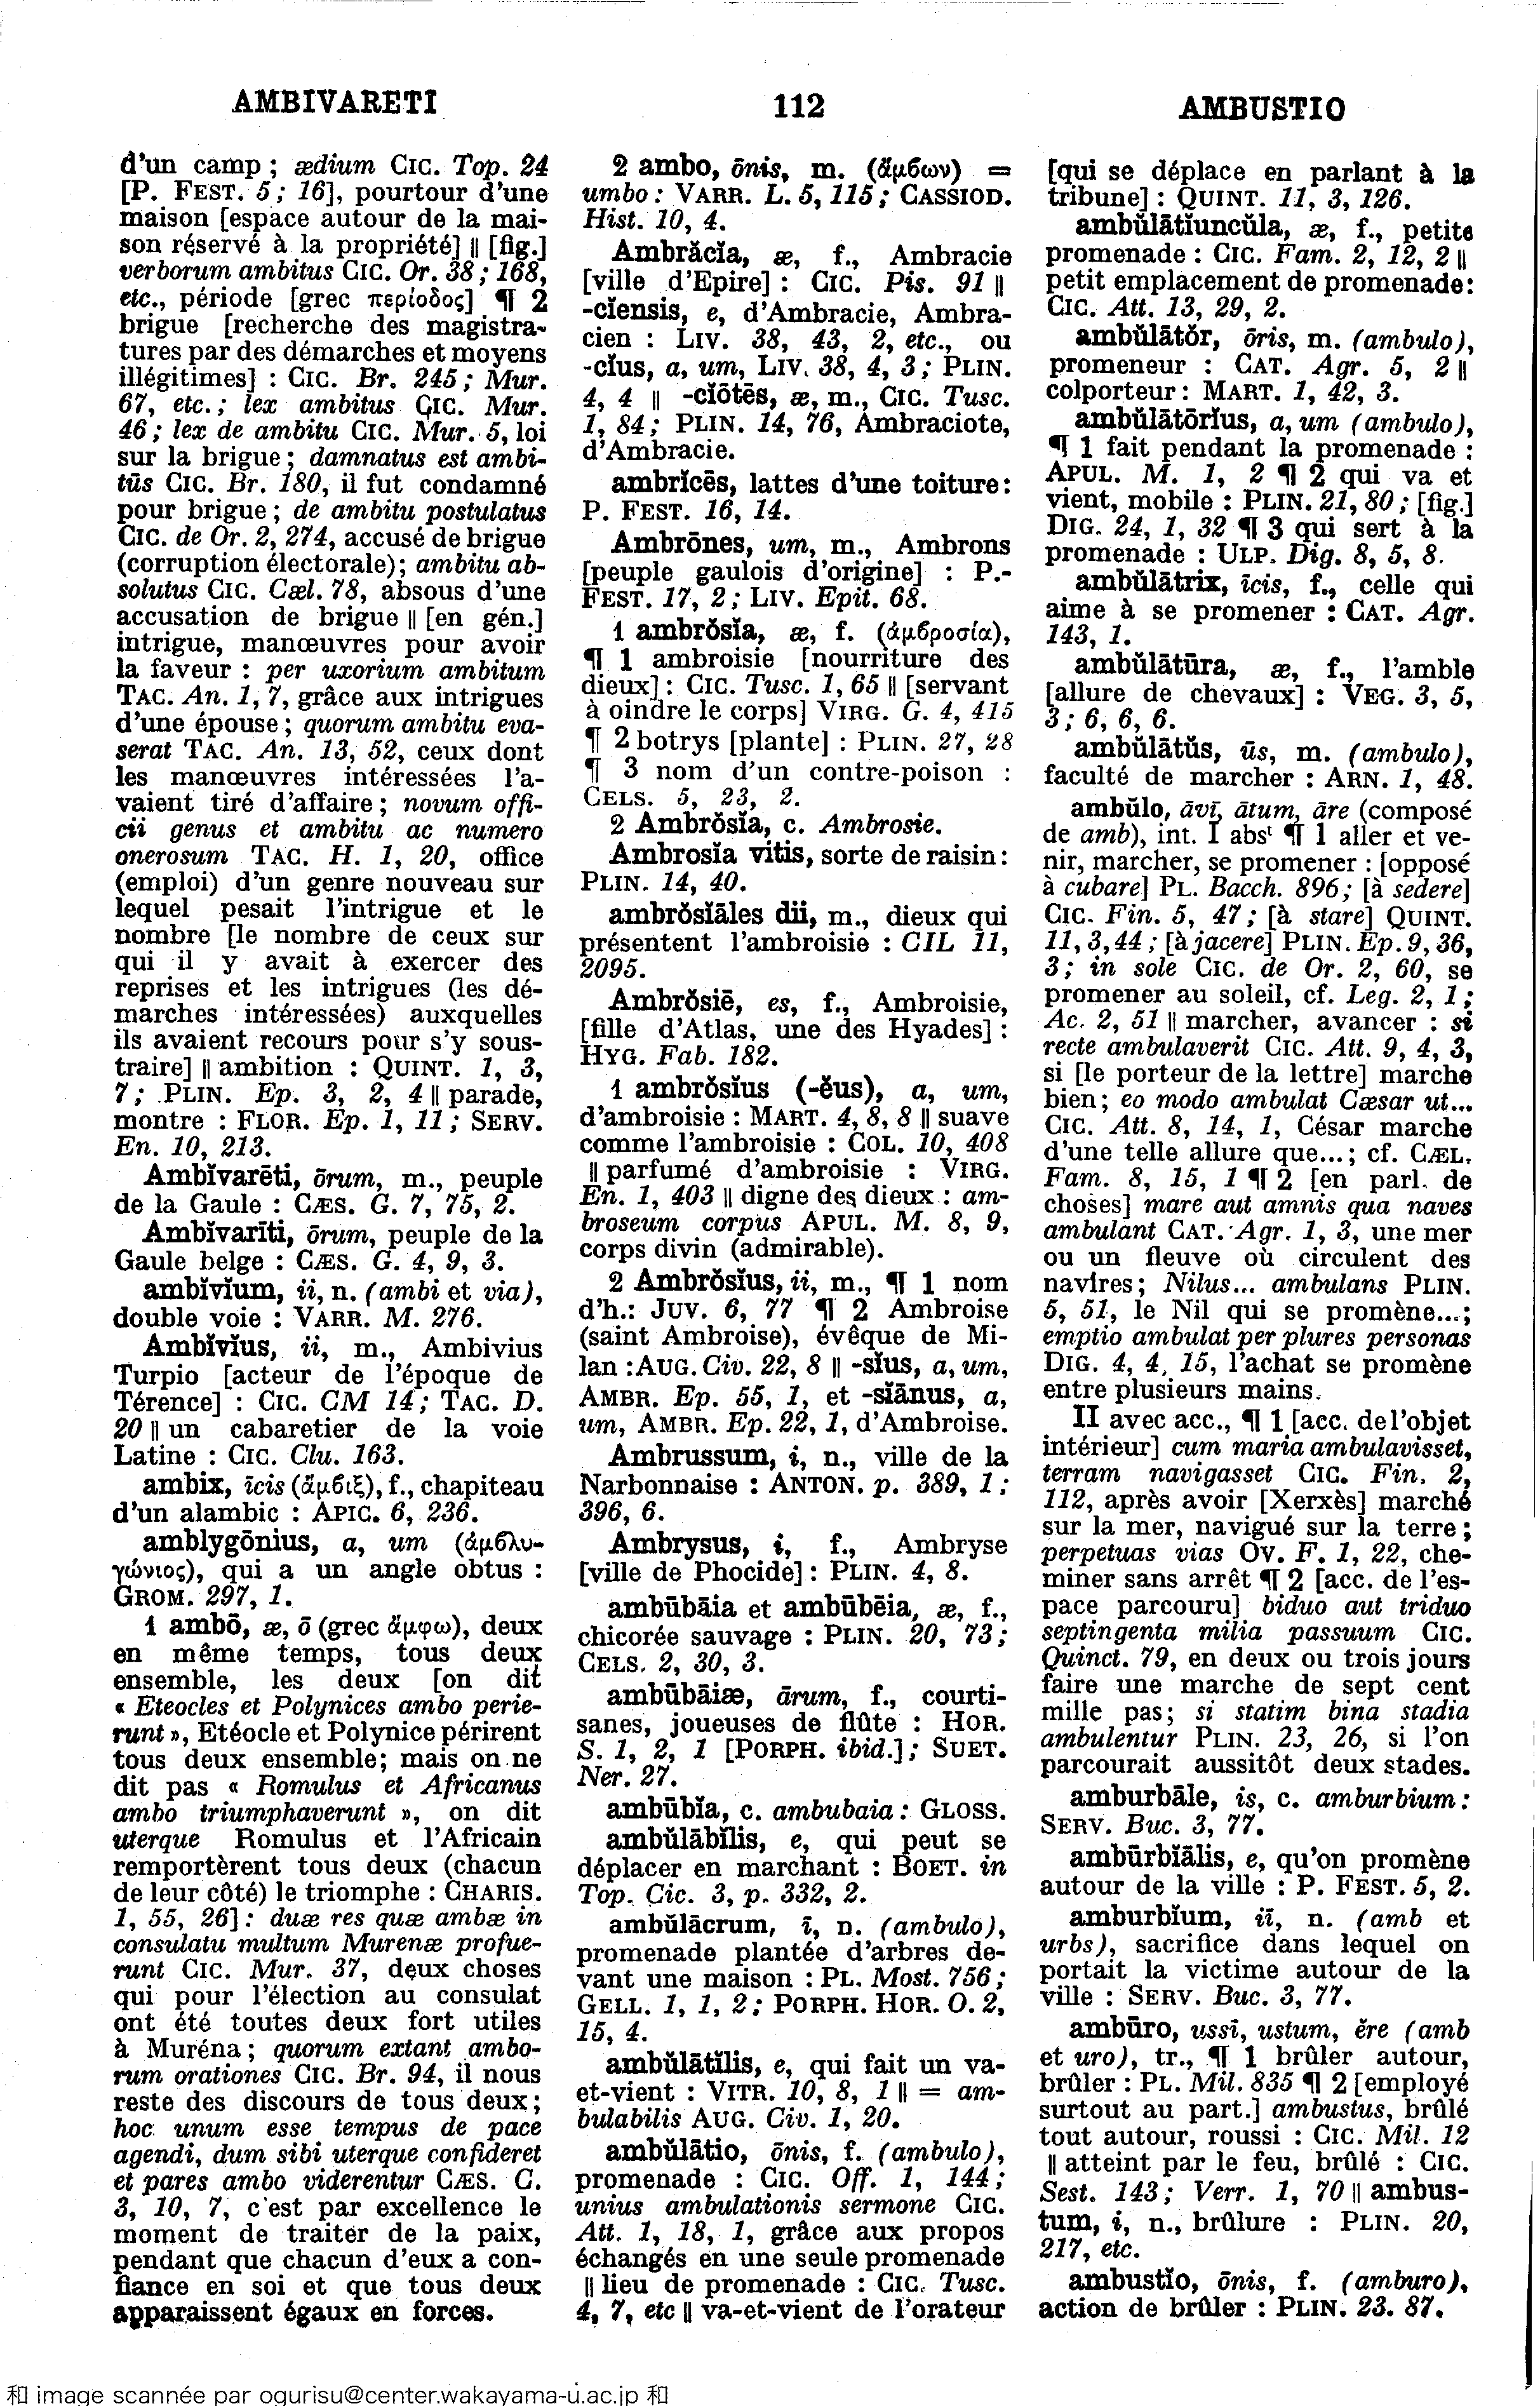 AMBIVARETI
112
AMBUSTIO
d'un camp ; ædium CIC. Top. 24
[P. FEST. 5 ; 16], pourtour d'une
maison [espace autour de la mai-
son réservé à la propriété] ‖ [fig.]
verborum ambitus CIC. Or. 38 ; 168,
etc., période [grec περίοδος] ¶ 2
brigue [recherche des magistra-
tures par des démarches et moyens
illégitimes] : CIC. Br. 245 ; Mur.
67, etc. ; lex ambitus CIC. Mur.
46 ; lex de ambitu CIC. Mur. 5, loi
sur la brigue ; damnatus est ambi-
tūs CIC. Br. 180, il fut condamné
pour brigue ; de ambitu postulatus
CIC. de Or. 2, 274, accusé de brigue
(corruption électorale) ; ambitu ab-
solutus CIC. Cæl. 78, absous d'une
accusation de brigue ‖ [en gén.]
intrigue, manœuvres pour avoir
la faveur : per uxorium ambitum
TAC. An. 1, 7, grâce aux intrigues
d'une épouse ; quorum ambitu eva-
serat TAC. An. 13, 52, ceux dont
les manœuvres intéressées l'a-
vaient tiré d'affaire ; novum offi-
cii genus et ambitu ac numero
onerosum TAC. H. 1, 20, office
(emploi) d'un genre nouveau sur
lequel pesait l'intrigue et le
nombre [le nombre de ceux sur
qui il y avait à exercer des
reprises et les intrigues (les dé-
marches intéressées) auxquelles
ils avaient recours pour s'y sous-
traire] ‖ ambition : QUINT. 1, 3,
7 ; PLIN. Ep. 3, 2, 4 ‖ parade,
montre : FLOR. Ep. 1, 11 ; SERV.
En. 10, 213.
Ambĭvarēti, ōrum, m., peuple
de la Gaule : CÆS. G. 7, 75, 2.
Ambĭvarĭti, ōrum, peuple de la
Gaule belge : CÆS. G. 4, 9, 3.
ambĭvĭum, ii, n. (ambi et via),
double voie : VARR. M. 276.
Ambĭvĭus, ii, m., Ambivius
Turpio [acteur de l'époque de
Térence] : CIC. CM 14 ; TAC. D.
20 ‖ un cabaretier de la voie
Latine : CIC. Clu. 163.
ambix, īcis (ἄμβιξ), f., chapiteau
d'un alambic : APIC. 6, 236.
amblygōnius, a, um (ἀμβλυ-
γώνιος), qui a un angle obtus :
GROM. 297, 1.
1 ambō, æ, ō (grec ἄμφω), deux
en même temps, tous deux
ensemble, les deux [on dit
« Eteocles et Polynices ambo perie-
runt », Etéocle et Polynice périrent
tous deux ensemble; mais on ne
dit pas « Romulus et Africanus
ambo triumphaverunt », on dit
uterque Romulus et l'Africain
remportèrent tous deux (chacun
de leur côté) le triomphe : CHARIS.
1, 55, 26] : duæ res quæ ambæ in
consulatu multum Murenæ profue-
runt CIC. Mur. 37, deux choses
qui pour l'élection au consulat
ont été toutes deux fort utiles
à Muréna ; quorum extant ambo-
rum orationes CIC. Br. 94, il nous
reste des discours de tous deux ;
hoc unum esse tempus de pace
agendi, dum sibi uterque confideret
et pares ambo viderentur CÆS. C.
3, 10, 7, c'est par excellence le
moment de traiter de la paix,
pendant que chacun d'eux a con-
fiance en soi et que tous deux
apparaissent égaux en forces.
2 ambo, ōnis, m. (ἄμβων) =
umbo : VARR. L. 5, 115 ; CASSIOD.
Hist. 10, 4.
Ambrăcĭa, æ, f., Ambracie
[ville d'Epire] : CIC. Pis. 91 ‖
-cĭensis, e, d'Ambracie, Ambra-
cien : LIV. 38, 43, 2, etc., ou
-cĭus, a, um, LIV. 38, 4, 3 ; PLIN.
4, 4 ‖ -cĭōtēs, æ, m., CIC. Tusc.
1, 84 ; PLIN. 14, 76, Ambraciote,
d'Ambracie.
ambrĭcēs, lattes d'une toiture :
P. FEST. 16, 14.
Ambrōnes, um, m., Ambrons
[peuple gaulois d'origine] : P.-
FEST. 17, 2 ; LIV. Epit. 68.
1 ambrŏsĭa, æ, f. (ἀμβροσία),
¶ 1 ambroisie [nourriture des
dieux] : CIC. Tusc. 1, 65 ‖ [servant
à oindre le corps] VIRG. G. 4, 415
¶ 2 botrys [plante] : PLIN. 27, 28
¶ 3 nom d'un contre-poison :
CELS. 5, 23, 2.
2 Ambrŏsĭa, c. Ambrosie.
Ambrosĭa vitis, sorte de raisin :
PLIN. 14, 40.
ambrŏsĭāles dii, m., dieux qui
présentent l'ambroisie : CIL 11,
2095.
Ambrŏsĭē, es, f., Ambroisie,
[fille d'Atlas, une des Hyades] :
HYG. Fab. 182.
1 ambrŏsĭus (-ĕus), a, um,
d'ambroisie : MART. 4, 8, 8 ‖ suave
comme l'ambroisie : COL. 10, 408
‖ parfumé d'ambroisie : VIRG.
En. 1, 403 ‖ digne des dieux : am-
broseum corpus APUL. M. 8, 9,
corps divin (admirable).
2 Ambrŏsĭus, ii, m., ¶ 1 nom
d'h.: JUV. 6, 77 ¶ 2 Ambroise
(saint Ambroise), évêque de Mi-
lan : AUG. Civ. 22, 8 ‖ -sĭus, a, um,
AMBR. Ep. 55, 1, et -sĭānus, a,
um, AMBR. Ep. 22, 1, d'Ambroise.
Ambrussum, i, n., ville de la
Narbonnaise : ANTON. p. 389, 1 ;
396, 6.
Ambrysus, i, f., Ambryse
[ville de Phocide] : PLIN. 4, 8.
ambūbāia et ambūbēia, æ, f.,
chicorée sauvage : PLIN. 20, 73 ;
CELS. 2, 30, 3.
ambūbāiæ, ārum, f., courti-
sanes, joueuses de flûte : HOR.
S. 1, 2, 1 [PORPH. ibid.] ; SUET.
Ner. 27.
ambūbĭa, c. ambubaia : GLOSS.
ambŭlābĭlis, e, qui peut se
déplacer en marchant : BOET. in
Top. Cic. 3, p. 332, 2.
ambŭlācrum, ī, n. (ambulo),
promenade plantée d'arbres de-
vant une maison : PL. Most. 756 ;
GELL. 1, 1, 2 ; PORPH. HOR. O. 2,
15, 4.
ambŭlātĭlis, e, qui fait un va-
et-vient : VITR. 10, 8, 1 ‖ = am-
bulabilis AUG. Civ. 1, 20.
ambŭlātio, ōnis, f. (ambulo),
promenade : CIC. Off. 1, 144 ;
unius ambulationis sermone CIC.
Att. 1, 18, 1, grâce aux propos
échangés en une seule promenade
‖ lieu de promenade : CIC. Tusc.
4, 7, etc ‖ va-et-vient de l'orateur
[qui se déplace en parlant à la
tribune] : QUINT. 11, 3, 126.
ambŭlātĭuncŭla, æ, f., petite
promenade : CIC. Fam. 2, 12, 2 ‖
petit emplacement de promenade :
CIC. Att. 13, 29, 2.
ambŭlātŏr, ōris, m. (ambulo),
promeneur : CAT. Agr. 5, 2 ‖
colporteur : MART. 1, 42, 3.
ambŭlātōrĭus, a, um (ambulo),
¶ 1 fait pendant la promenade :
APUL. M. 1, 2 ¶ 2 qui va et
vient, mobile : PLIN. 21, 80 ; [fig.]
DIG. 24, 1, 32 ¶ 3 qui sert à la
promenade : ULP. Dig. 8, 5, 8.
ambŭlātrix, īcis, f., celle qui
aime à se promener : CAT. Agr.
143, 1.
ambŭlātūra, æ, f., l'amble
[allure de chevaux] : VEG. 3, 5,
3 ; 6, 6, 6.
ambŭlātŭs, ūs, m. (ambulo),
faculté de marcher : ARN. 1, 48.
ambŭlo, āvī, ātum, āre (composé
de amb), int. I absᵗ ¶ 1 aller et ve-
nir, marcher, se promener : [opposé
à cubare] PL. Bacch. 896 ; [à sedere]
CIC. Fin. 5, 47 ; [à stare] QUINT.
11, 3, 44 ; [à jacere] PLIN. Ep. 9, 36,
3 ; in sole CIC. de Or. 2, 60, se
promener au soleil, cf. Leg. 2, 1 ;
Ac. 2, 51 ‖ marcher, avancer : si
recte ambulaverit CIC. Att. 9, 4, 3,
si [le porteur de la lettre] marche
bien ; eo modo ambulat Cæsar ut...
CIC. Att. 8, 14, 1, César marche
d'une telle allure que... ; cf. CÆL.
Fam. 8, 15, 1 ¶ 2 [en parl. de
choses] mare aut amnis qua naves
ambulant CAT. Agr. 1, 3, une mer
ou un fleuve où circulent des
navires ; Nilus... ambulans PLIN.
5, 51, le Nil qui se promène... ;
emptio ambulat per plures personas
DIG. 4, 4, 15, l'achat se promène
entre plusieurs mains.
II avec acc., ¶ 1 [acc. de l'objet
intérieur] cum maria ambulavisset,
terram navigasset CIC. Fin. 2,
112, après avoir [Xerxès] marché
sur la mer, navigué sur la terre ;
perpetuas vias OV. F. 1, 22, che-
miner sans arrêt ¶ 2 [acc. de l'es-
pace parcouru] biduo aut triduo
septingenta milia passuum CIC.
Quinct. 79, en deux ou trois jours
faire une marche de sept cent
mille pas ; si statim bina stadia
ambulentur PLIN. 23, 26, si l'on
parcourait aussitôt deux stades.
amburbāle, is, c. amburbium :
SERV. Buc. 3, 77.
ambūrbĭālis, e, qu'on promène
autour de la ville : P. FEST. 5, 2.
amburbĭum, iī, n. (amb et
urbs), sacrifice dans lequel on
portait la victime autour de la
ville : SERV. Buc. 3, 77.
ambūro, ussī, ustum, ĕre (amb
et uro), tr., ¶ 1 brûler autour,
brûler : PL. Mil. 835 ¶ 2 [employé
surtout au part.] ambustus, brûlé
tout autour, roussi : CIC. Mil. 12
‖ atteint par le feu, brûlé : CIC.
Sest. 143 ; Verr. 1, 70 ‖ ambus-
tum, i, n., brûlure : PLIN. 20,
217, etc.
ambustĭo, ōnis, f. (amburo),
action de brûler : PLIN. 23. 87.
和 image scannée par ogurisu@center.wakayama-u.ac.jp 和